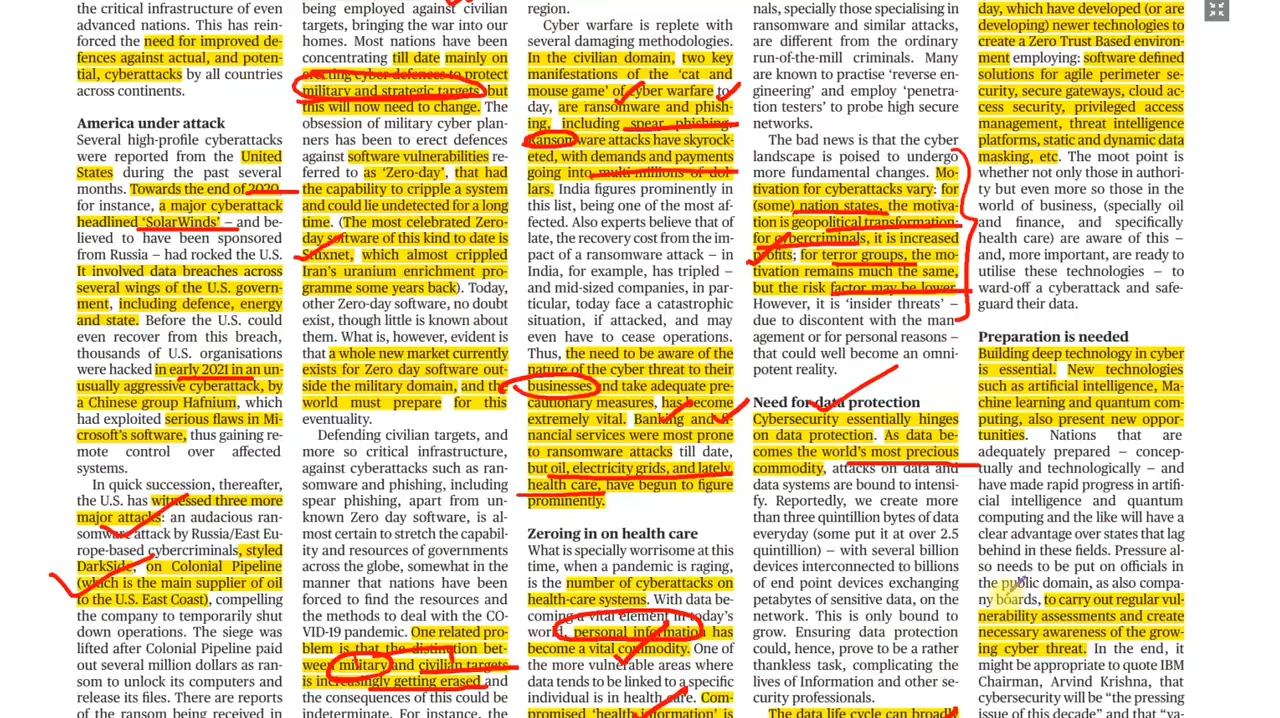 the critical infrastructure of even
advanced nations. This has rein-
forced the need for improved de-
fences against actual, and poten-
tial, cyberattacks by all countries
across continents.
America under attack
Several high-profile cyberattacks
were reported from the United
States during the past several
months. Towards the end of 2020,
for instance, a major cyberattack
headlined ‘SolarWinds’ – and be-
lieved to have been sponsored
from Russia – had rocked the U.S.
It involved data breaches across
several wings of the U.S. govern-
ment, including defence, energy
and state. Before the U.S. could
even recover from this breach,
thousands of U.S. organisations
were hacked in early 2021 in an un-
usually aggressive cyberattack, by
a Chinese group Hafnium, which
had exploited serious flaws in Mi-
crosoft’s software, thus gaining re-
mote control over affected
systems.
In quick succession, thereafter,
the U.S. has witnessed three more
major attacks: an audacious ran-
somware attack by Russia/East Eu-
rope-based cybercriminals, styled
DarkSide, on Colonial Pipeline
(which is the main supplier of oil
to the U.S. East Coast), compelling
the company to temporarily shut
down operations. The siege was
lifted after Colonial Pipeline paid
out several million dollars as ran-
som to unlock its computers and
release its files. There are reports
of the ransom being received in
being employed against civilian
targets, bringing the war into our
homes. Most nations have been
concentrating till date mainly on
erecting cyber defences to protect
military and strategic targets, but
this will now need to change. The
obsession of military cyber plan-
ners has been to erect defences
against software vulnerabilities re-
ferred to as ‘Zero-day’, that had
the capability to cripple a system
and could lie undetected for a long
time. (The most celebrated Zero-
day software of this kind to date is
Stuxnet, which almost crippled
Iran’s uranium enrichment pro-
gramme some years back). Today,
other Zero-day software, no doubt
exist, though little is known about
them. What is, however, evident is
that a whole new market currently
exists for Zero day software out-
side the military domain, and the
world must prepare for this
eventuality.
Defending civilian targets, and
more so critical infrastructure,
against cyberattacks such as ran-
somware and phishing, including
spear phishing, apart from un-
known Zero day software, is al-
most certain to stretch the capabil-
ity and resources of governments
across the globe, somewhat in the
manner that nations have been
forced to find the resources and
the methods to deal with the CO-
VID-19 pandemic. One related pro-
blem is that the distinction bet-
ween military and civilian targets
is increasingly getting erased and
the consequences of this could be
indeterminate. For instance, the
region.
Cyber warfare is replete with
several damaging methodologies.
In the civilian domain, two key
manifestations of the ‘cat and
mouse game’ of cyber warfare to-
day, are ransomware and phish-
ing, including spear phishing.
Ransomware attacks have skyrock-
eted, with demands and payments
going into multi-millions of dol-
lars. India figures prominently in
this list, being one of the most af-
fected. Also experts believe that of
late, the recovery cost from the im-
pact of a ransomware attack – in
India, for example, has tripled –
and mid-sized companies, in par-
ticular, today face a catastrophic
situation, if attacked, and may
even have to cease operations.
Thus, the need to be aware of the
nature of the cyber threat to their
businesses and take adequate pre-
cautionary measures, has become
extremely vital. Banking and fi-
nancial services were most prone
to ransomware attacks till date,
but oil, electricity grids, and lately,
health care, have begun to figure
prominently.
Zeroing in on health care
What is specially worrisome at this
time, when a pandemic is raging,
is the number of cyberattacks on
health-care systems. With data be-
coming a vital element in today’s
world, personal information has
become a vital commodity. One of
the more vulnerable areas where
data tends to be linked to a specific
individual is in health care. Com-
promised ‘health information’ is
nals, specially those specialising in
ransomware and similar attacks,
are different from the ordinary
run-of-the-mill criminals. Many
are known to practise ‘reverse en-
gineering’ and employ ‘penetra-
tion testers’ to probe high secure
networks.
The bad news is that the cyber
landscape is poised to undergo
more fundamental changes. Mo-
tivation for cyberattacks vary: for
(some) nation states, the motiva-
tion is geopolitical transformation;
for cybercriminals, it is increased
profits; for terror groups, the mo-
tivation remains much the same,
but the risk factor may be lower.
However, it is ‘insider threats’ –
due to discontent with the man-
agement or for personal reasons –
that could well become an omni-
potent reality.
Need for data protection
Cybersecurity essentially hinges
on data protection. As data be-
comes the world’s most precious
commodity, attacks on data and
data systems are bound to intensi-
fy. Reportedly, we create more
than three quintillion bytes of data
everyday (some put it at over 2.5
quintillion) – with several billion
devices interconnected to billions
of end point devices exchanging
petabytes of sensitive data, on the
network. This is only bound to
grow. Ensuring data protection
could, hence, prove to be a rather
thankless task, complicating the
lives of Information and other se-
curity professionals.
The data life cycle can broadly
day, which have developed (or are
developing) newer technologies to
create a Zero Trust Based environ-
ment employing: software defined
solutions for agile perimeter se-
curity, secure gateways, cloud ac-
cess security, privileged access
management, threat intelligence
platforms, static and dynamic data
masking, etc. The moot point is
whether not only those in authori-
ty but even more so those in the
world of business, (specially oil
and finance, and specifically
health care) are aware of this –
and, more important, are ready to
utilise these technologies – to
ward-off a cyberattack and safe-
guard their data.
Preparation is needed
Building deep technology in cyber
is essential. New technologies
such as artificial intelligence, Ma-
chine learning and quantum com-
puting, also present new oppor-
tunities. Nations that are
adequately prepared – concep-
tually and technologically – and
have made rapid progress in artifi-
cial intelligence and quantum
computing and the like will have a
clear advantage over states that lag
behind in these fields. Pressure al-
so needs to be put on officials in
the public domain, as also compa-
ny boards, to carry out regular vul-
nerability assessments and create
necessary awareness of the grow-
ing cyber threat. In the end, it
might be appropriate to quote IBM
Chairman, Arvind Krishna, that
cybersecurity will be “the pressing
issue of this decade” and that “va-